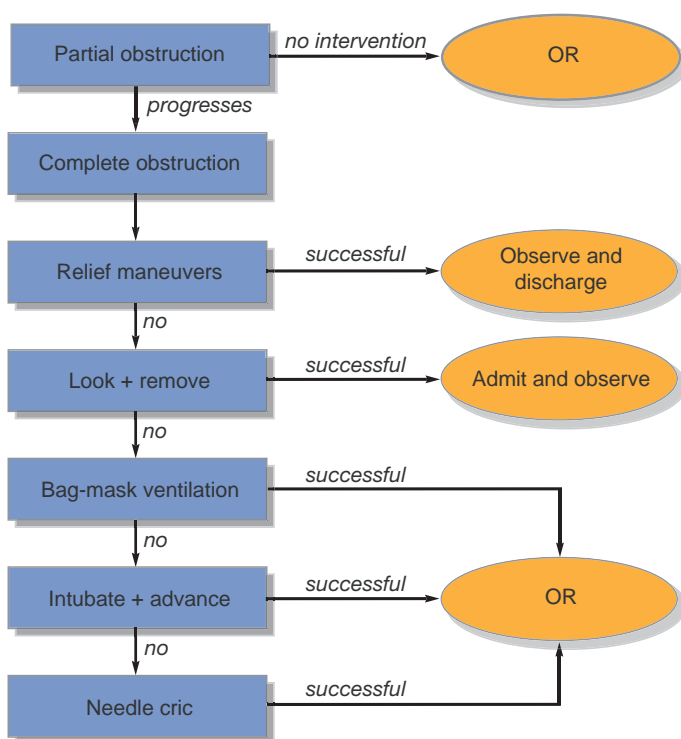 Partial obstruction
no intervention
OR
progresses
Complete obstruction
Relief maneuvers
successful
Observe and
discharge
no
Look + remove
successful
Admit and observe
no
Bag-mask ventilation
successful
no
Intubate + advance
successful
OR
no
Needle cric
successful